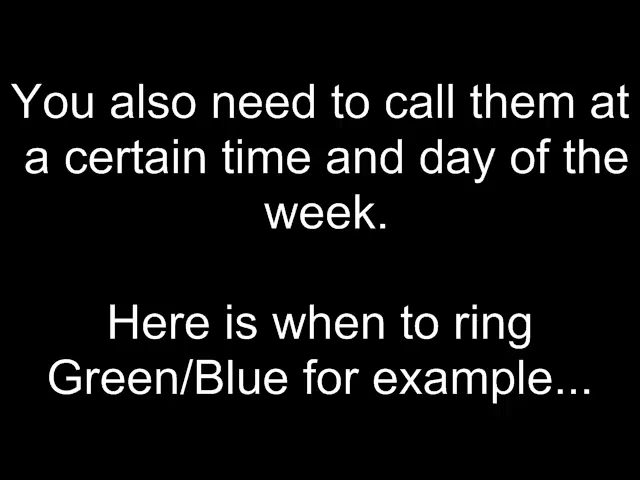 You also need to call them at
a certain time and day of the
week.
Here is when to ring
Green/Blue for example...